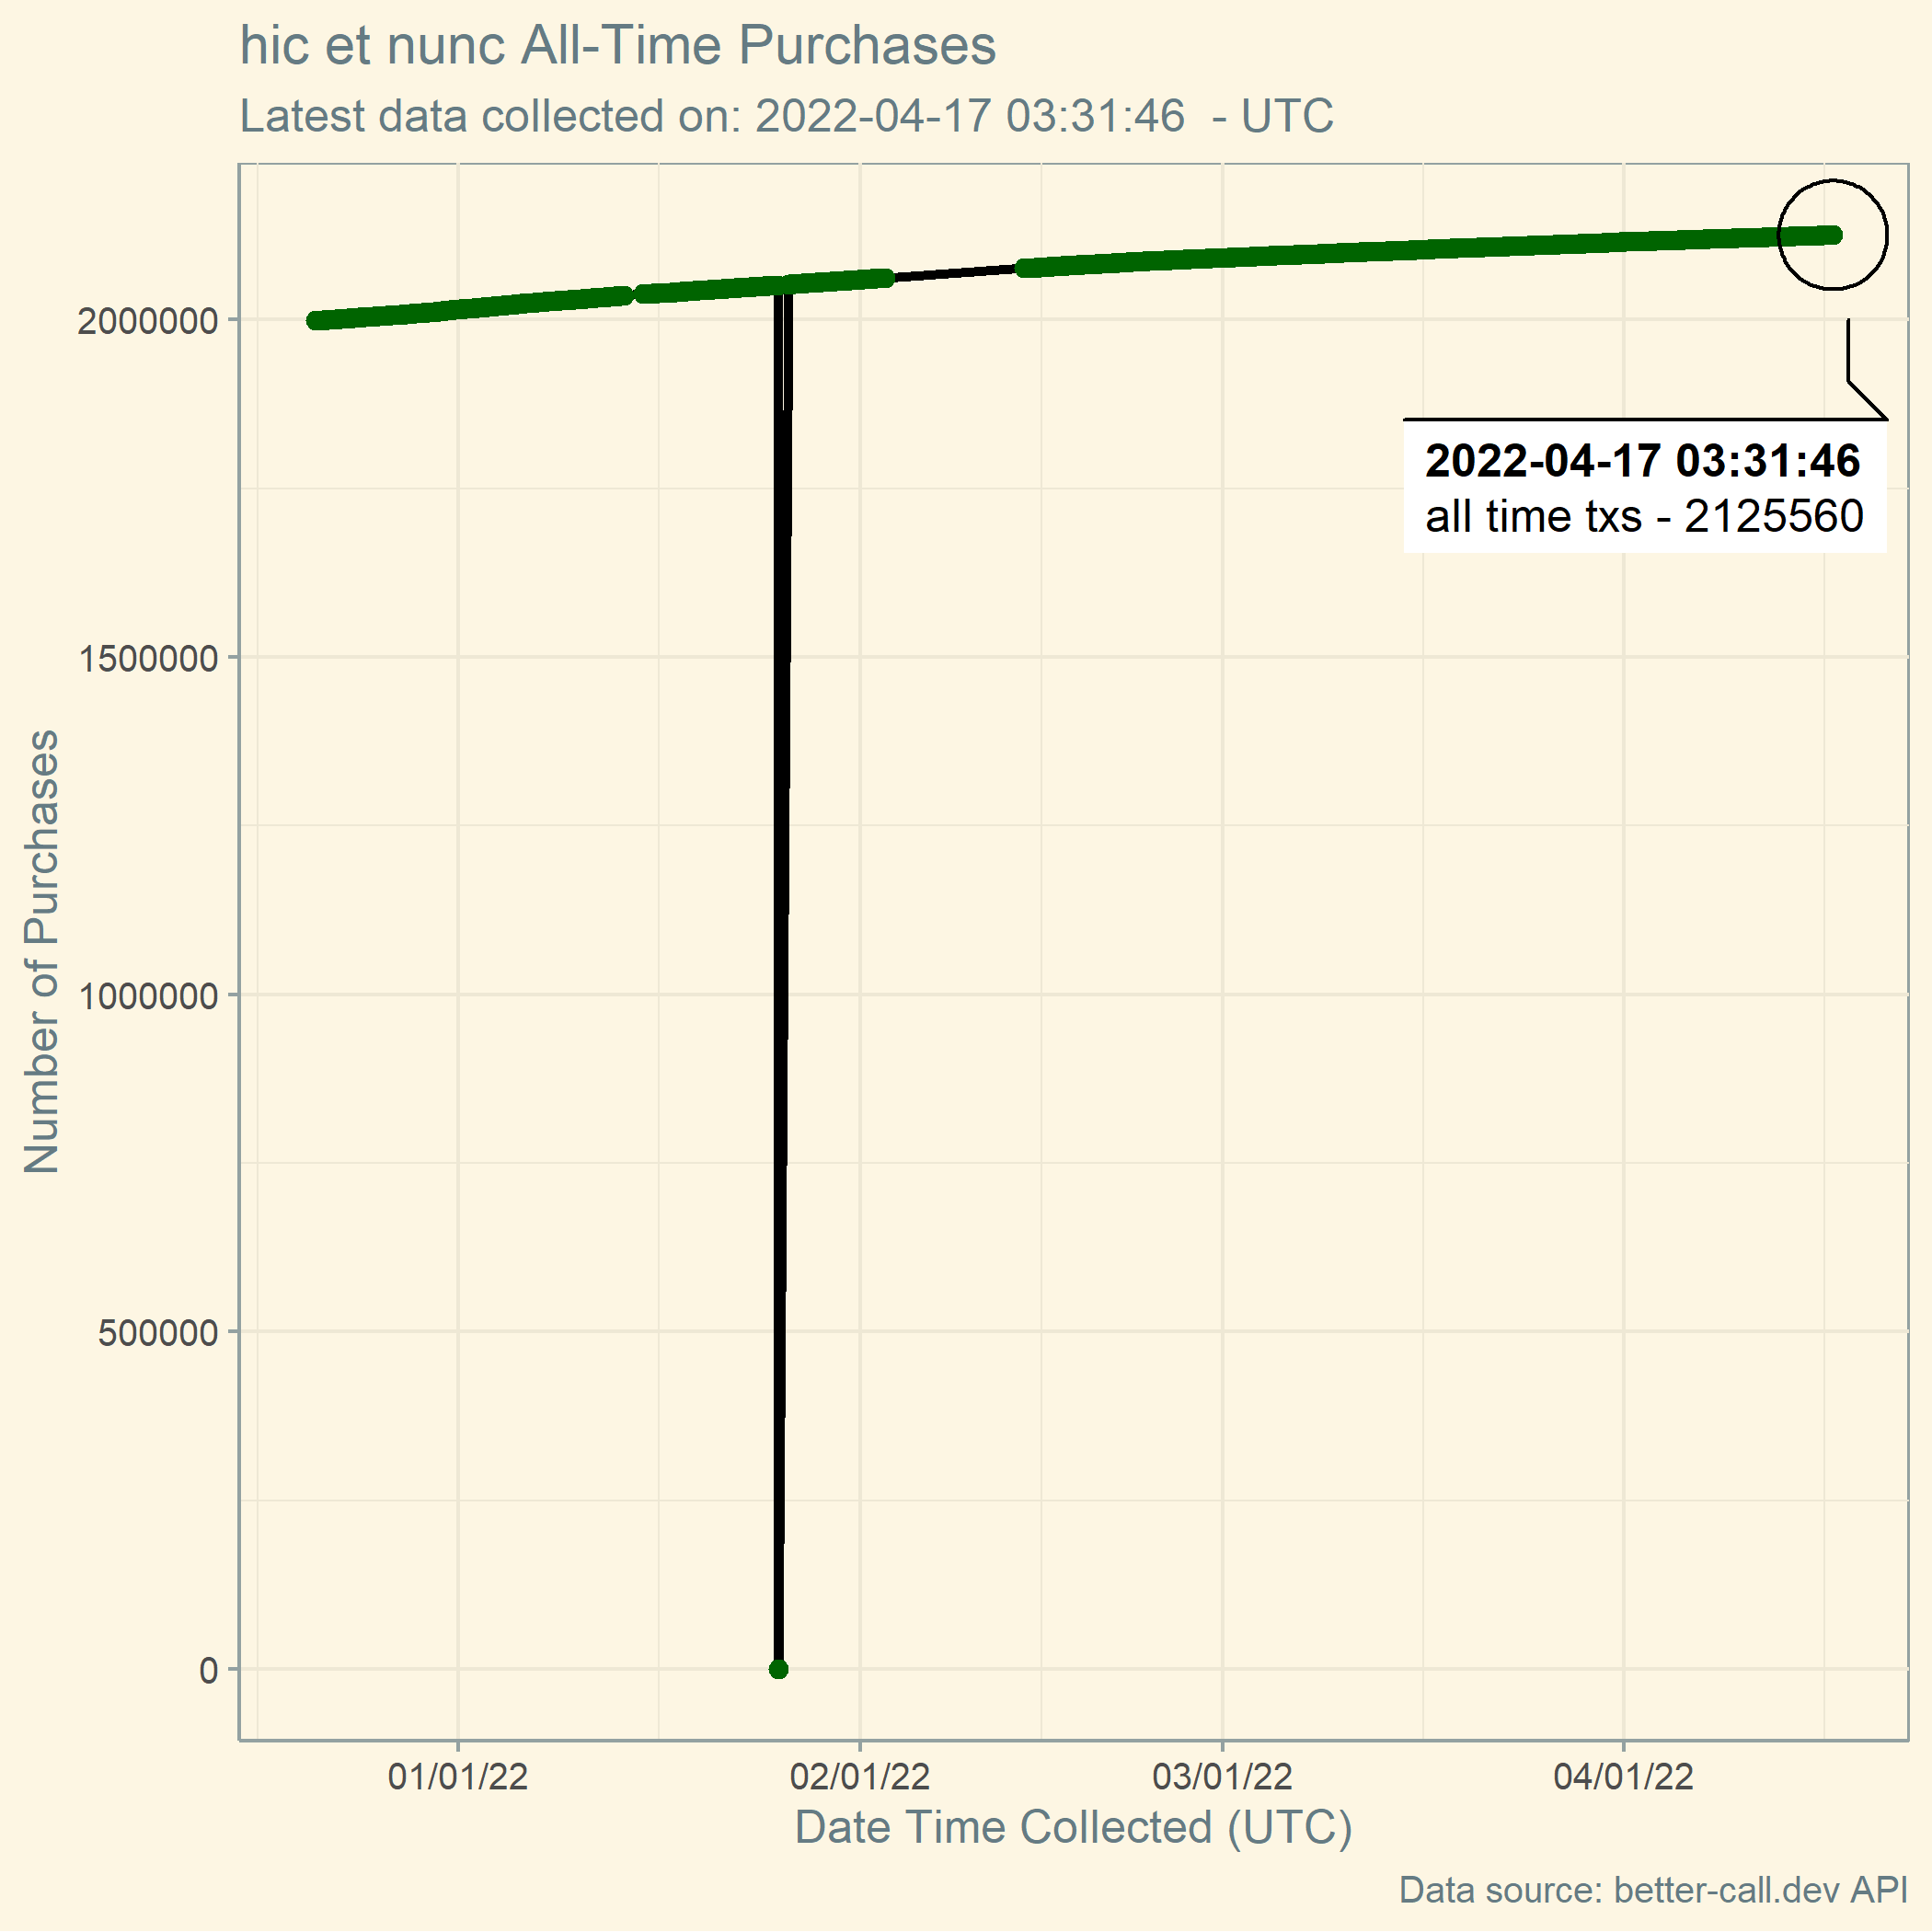 hic et nunc All-Time Purchases
Latest data collected on: 2022-04-17 03:31:46  - UTC
Number of Purchases
2000000
1500000
1000000
500000
0
2022-04-17 03:31:46
all time txs - 2125560
01/01/22
02/01/22
03/01/22
04/01/22
Date Time Collected (UTC)
Data source: better-call.dev API